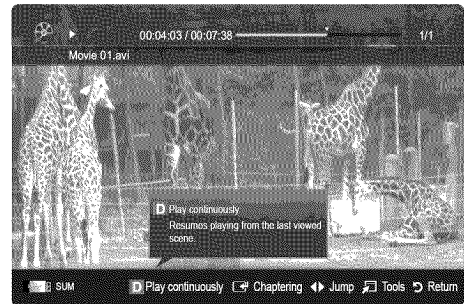 00:04:03 / 00:07:38 1/1
Movie 01.avi
D Play continuously
Resumes playing from the last viewed
scene.
SUM D Play continuously Chaptering Jump Tools Return